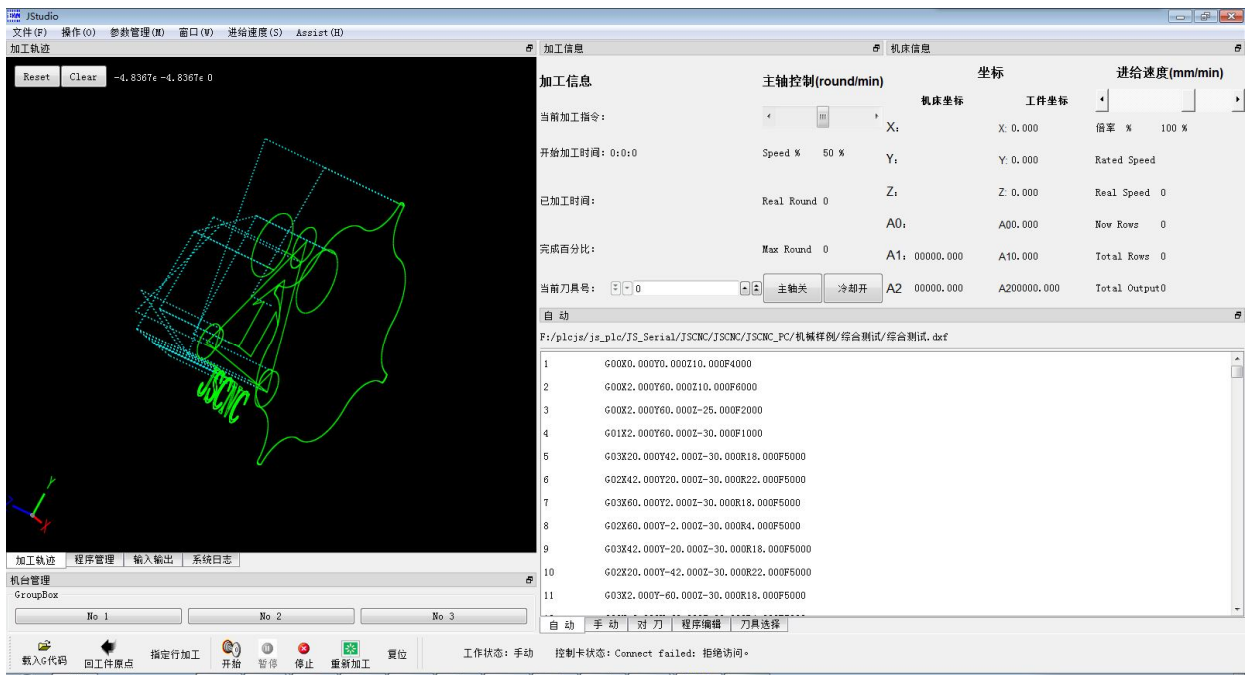 JStudio
文件(F) 操作(O) 参数管理(M) 窗口(W) 进给速度(S) Assist(H)
加工轨迹
Reset Clear -4.8367e -4.8367e 0
JSCNC
Y
X
加工轨迹 程序管理 输入输出 系统日志
机台管理
GroupBox
No 1 No 2 No 3
加工信息
加工信息 主轴控制(round/min)
当前加工指令:
开始加工时间: 0:0:0 Speed % 50 %
已加工时间: Real Round 0
完成百分比: Max Round 0
当前刀具号: 0 主轴关 冷却开
机床信息
坐标 进给速度(mm/min)
机床坐标 工件坐标
X: X: 0.000 倍率 % 100 %
Y: Y: 0.000 Rated Speed
Z: Z: 0.000 Real Speed 0
A0: A00.000 Now Rows 0
A1: 00000.000 A10.000 Total Rows 0
A2 00000.000 A200000.000 Total Output0
自 动
F:/plcjs/js_plc/JS_Serial/JSCNC/JSCNC/JSCNC_PC/机械样例/综合测试/综合测试.dxf
1 G00X0.000Y0.000Z10.000F4000
2 G00X2.000Y60.000Z10.000F6000
3 G00X2.000Y60.000Z-25.000F2000
4 G01X2.000Y60.000Z-30.000F1000
5 G03X20.000Y42.000Z-30.000R18.000F5000
6 G02X42.000Y20.000Z-30.000R22.000F5000
7 G03X60.000Y2.000Z-30.000R18.000F5000
8 G02X60.000Y-2.000Z-30.000R4.000F5000
9 G03X42.000Y-20.000Z-30.000R18.000F5000
10 G02X20.000Y-42.000Z-30.000R22.000F5000
11 G03X2.000Y-60.000Z-30.000R18.000F5000
自 动 手 动 对 刀 程序编辑 刀具选择
载入G代码 回工件原点 指定行加工 开始 暂停 停止 重新加工 复位 工作状态: 手动 控制卡状态: Connect failed: 拒绝访问。